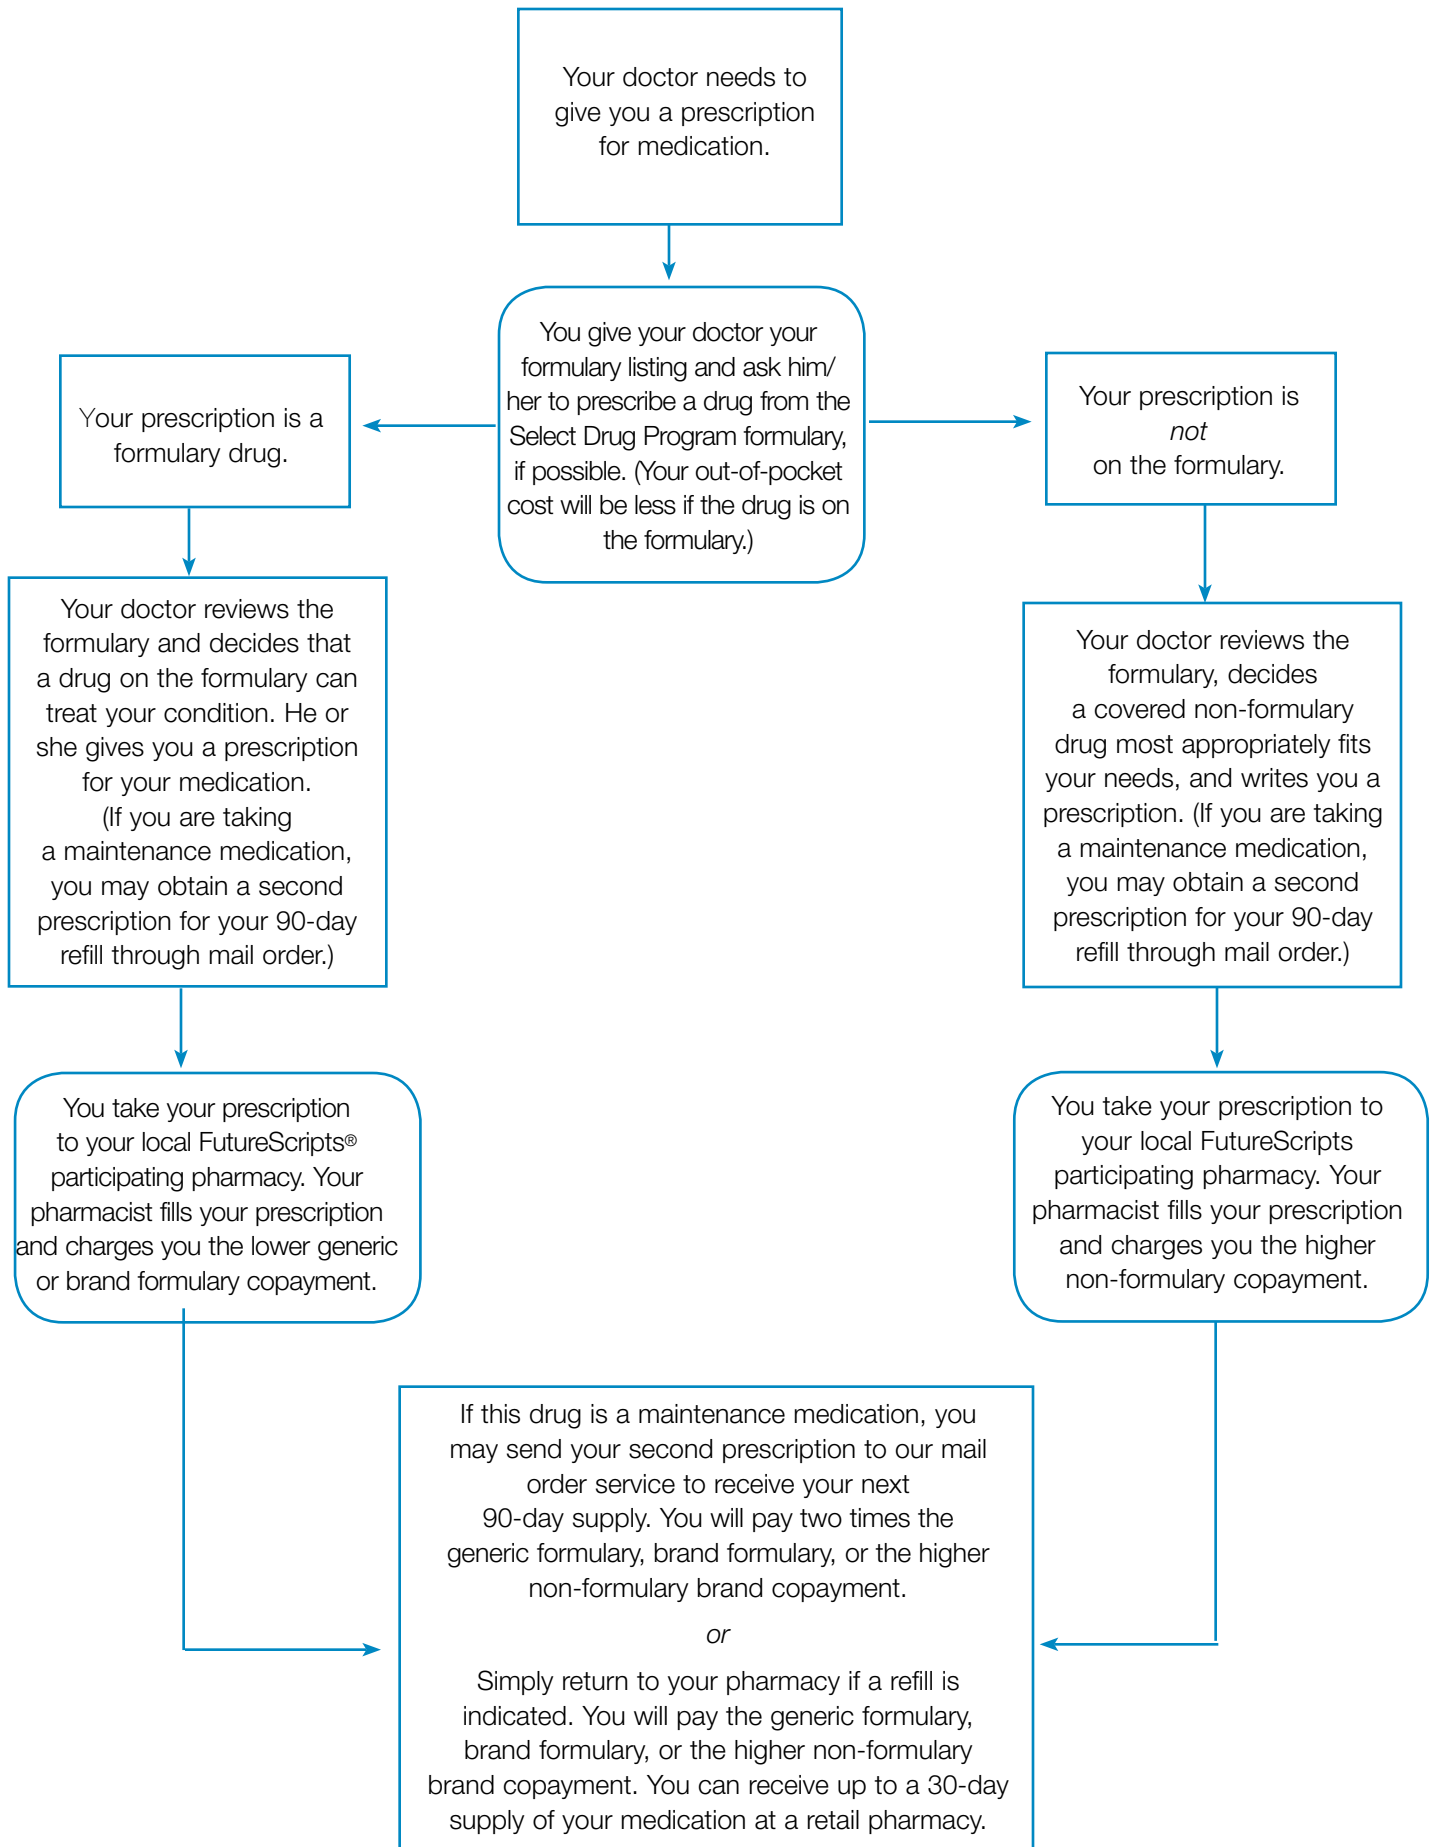 Your doctor needs to
give you a prescription
for medication.
You give your doctor your
formulary listing and ask him/
her to prescribe a drug from the
Select Drug Program formulary,
if possible. (Your out-of-pocket
cost will be less if the drug is on
the formulary.)
Your prescription is a
formulary drug.
Your prescription is
not
on the formulary.
Your doctor reviews the
formulary and decides that
a drug on the formulary can
treat your condition. He or
she gives you a prescription
for your medication.
(If you are taking
a maintenance medication,
you may obtain a second
prescription for your 90-day
refill through mail order.)
Your doctor reviews the
formulary, decides
a covered non-formulary
drug most appropriately fits
your needs, and writes you a
prescription. (If you are taking
a maintenance medication,
you may obtain a second
prescription for your 90-day
refill through mail order.)
You take your prescription
to your local FutureScripts®
participating pharmacy. Your
pharmacist fills your prescription
and charges you the lower generic
or brand formulary copayment.
You take your prescription to
your local FutureScripts
participating pharmacy. Your
pharmacist fills your prescription
and charges you the higher
non-formulary copayment.
If this drug is a maintenance medication, you
may send your second prescription to our mail
order service to receive your next
90-day supply. You will pay two times the
generic formulary, brand formulary, or the higher
non-formulary brand copayment.
or
Simply return to your pharmacy if a refill is
indicated. You will pay the generic formulary,
brand formulary, or the higher non-formulary
brand copayment. You can receive up to a 30-day
supply of your medication at a retail pharmacy.